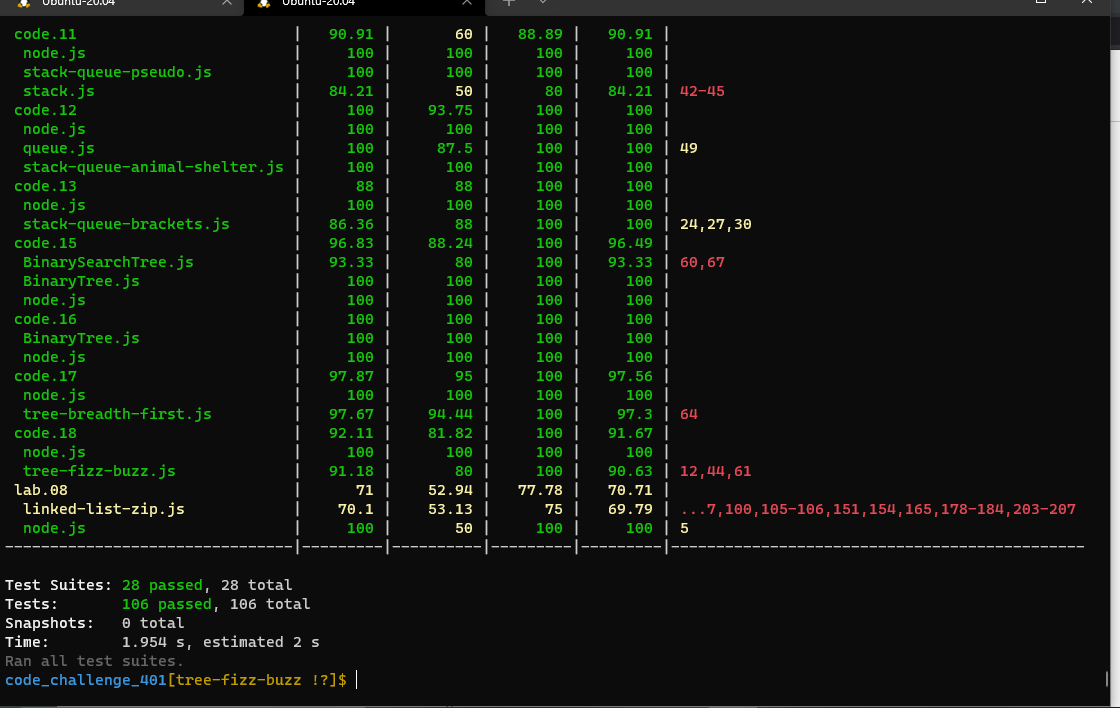 Ubuntu-20.04 Ubuntu-20.04
code.11 | 90.91 | 60 | 88.89 | 90.91 |
node.js | 100 | 100 | 100 | 100 |
stack-queue-pseudo.js | 100 | 100 | 100 | 100 |
stack.js | 84.21 | 50 | 80 | 84.21 | 42-45
code.12 | 100 | 93.75 | 100 | 100 |
node.js | 100 | 100 | 100 | 100 |
queue.js | 100 | 87.5 | 100 | 100 | 49
stack-queue-animal-shelter.js | 100 | 100 | 100 | 100 |
code.13 | 88 | 88 | 100 | 100 |
node.js | 100 | 100 | 100 | 100 |
stack-queue-brackets.js | 86.36 | 88 | 100 | 100 | 24,27,30
code.15 | 96.83 | 88.24 | 100 | 96.49 |
BinarySearchTree.js | 93.33 | 80 | 100 | 93.33 | 60,67
BinaryTree.js | 100 | 100 | 100 | 100 |
node.js | 100 | 100 | 100 | 100 |
code.16 | 100 | 100 | 100 | 100 |
BinaryTree.js | 100 | 100 | 100 | 100 |
node.js | 100 | 100 | 100 | 100 |
code.17 | 97.87 | 95 | 100 | 97.56 |
node.js | 100 | 100 | 100 | 100 |
tree-breadth-first.js | 97.67 | 94.44 | 100 | 97.3 | 64
code.18 | 92.11 | 81.82 | 100 | 91.67 |
node.js | 100 | 100 | 100 | 100 |
tree-fizz-buzz.js | 91.18 | 80 | 100 | 90.63 | 12,44,61
lab.08 | 71 | 52.94 | 77.78 | 70.71 |
linked-list-zip.js | 70.1 | 53.13 | 75 | 69.79 | ...7,100,105-106,151,154,165,178-184,203-207
node.js | 100 | 50 | 100 | 100 | 5
--------------------------------|---------|----------|---------|---------|----------------------------------------------
Test Suites: 28 passed, 28 total
Tests: 106 passed, 106 total
Snapshots: 0 total
Time: 1.954 s, estimated 2 s
Ran all test suites.
code_challenge_401[tree-fizz-buzz !?]$